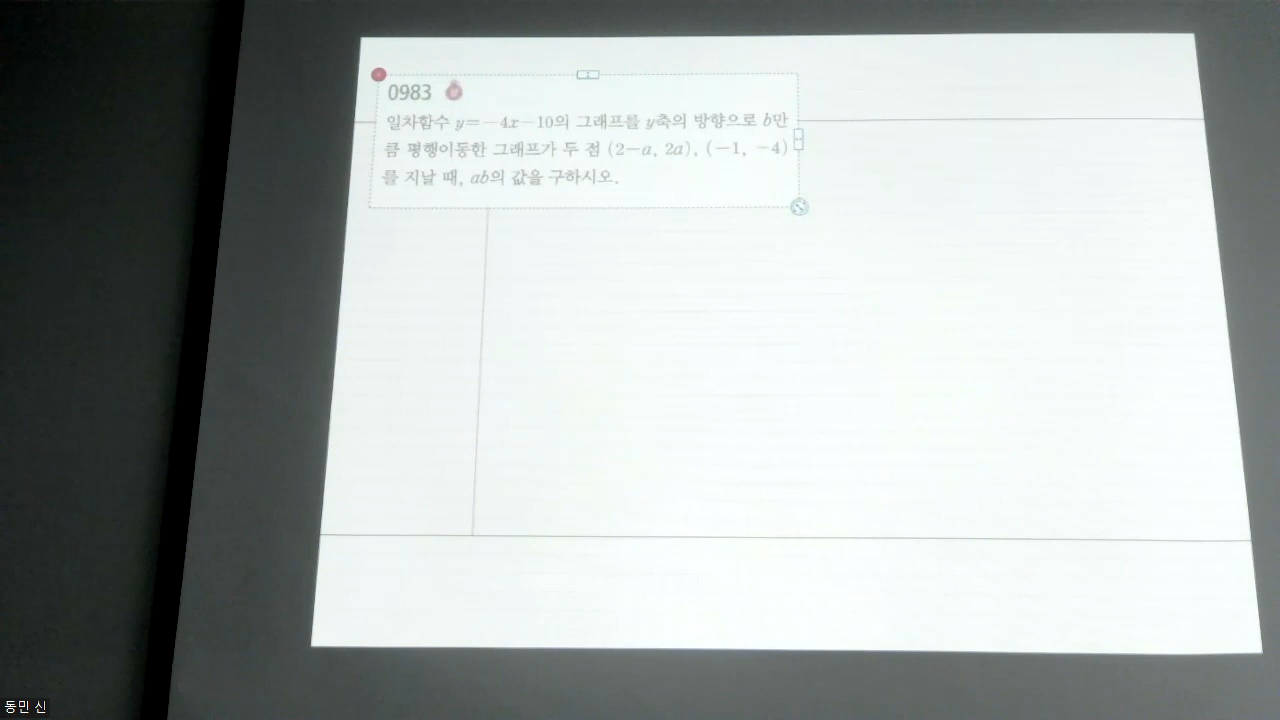 0983
일차함수 y=-4x-10의 그래프를 y축의 방향으로 b만
큼 평행이동한 그래프가 두 점 (2-a, 2a), (-1, -4)
를 지날 때, ab의 값을 구하시오.
동민 신